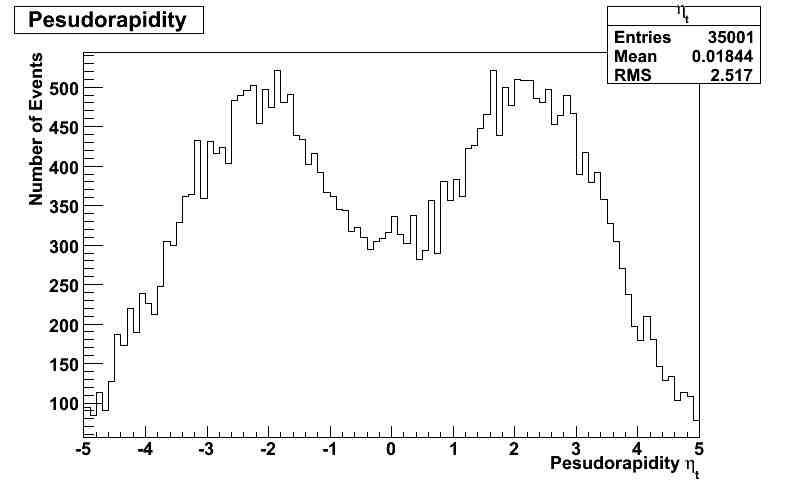 Pesudorapidity
η_t
Entries 35001
Mean 0.01844
RMS 2.517
Number of Events
500
450
400
350
300
250
200
150
100
-5 -4 -3 -2 -1 0 1 2 3 4 5
Pesudorapidity η_t